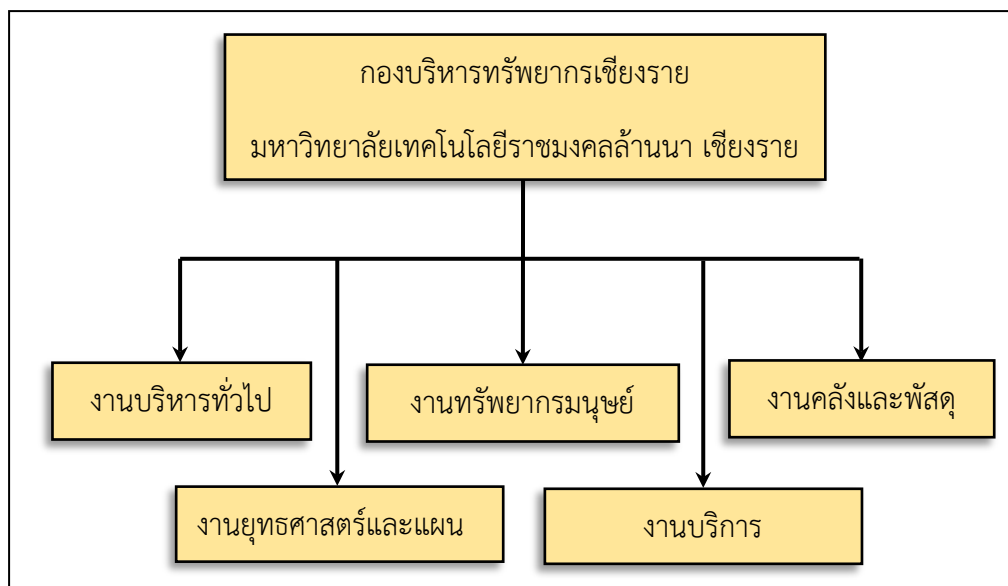 กองบริหารทรัพยากรเชียงราย
มหาวิทยาลัยเทคโนโลยีราชมงคลล้านนา เชียงราย
งานบริหารทั่วไป
งานทรัพยากรมนุษย์
งานคลังและพัสดุ
งานยุทธศาสตร์และแผน
งานบริการ